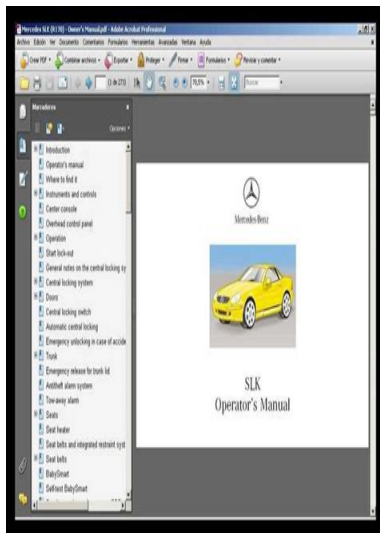 Mercedes SLK (R170) - Owner's Manual.pdf - Adobe Acrobat Professional
Archivo Edición Ver Documento Comentarios Formularios Herramientas Avanzadas Ventana Ayuda
Crear PDF Combinar archivos Exportar Proteger Firmar Formularios Revisar y comentar
70,5% Buscar
Marcadores
Opciones
Introduction
Operator's manual
Where to find it
Instruments and controls
Center console
Overhead control panel
Operation
Start lock-out
General notes on the central locking sy
Central locking system
Doors
Central locking switch
Automatic central locking
Emergency unlocking in case of accide
Trunk
Emergency release for trunk lid
Antitheft alarm system
Tow-away alarm
Seats
Seat heater
Seat belts and integrated restraint syst
Seat belts
BabySmart
Self-test BabySmart
Mercedes-Benz
SLK
Operator's Manual